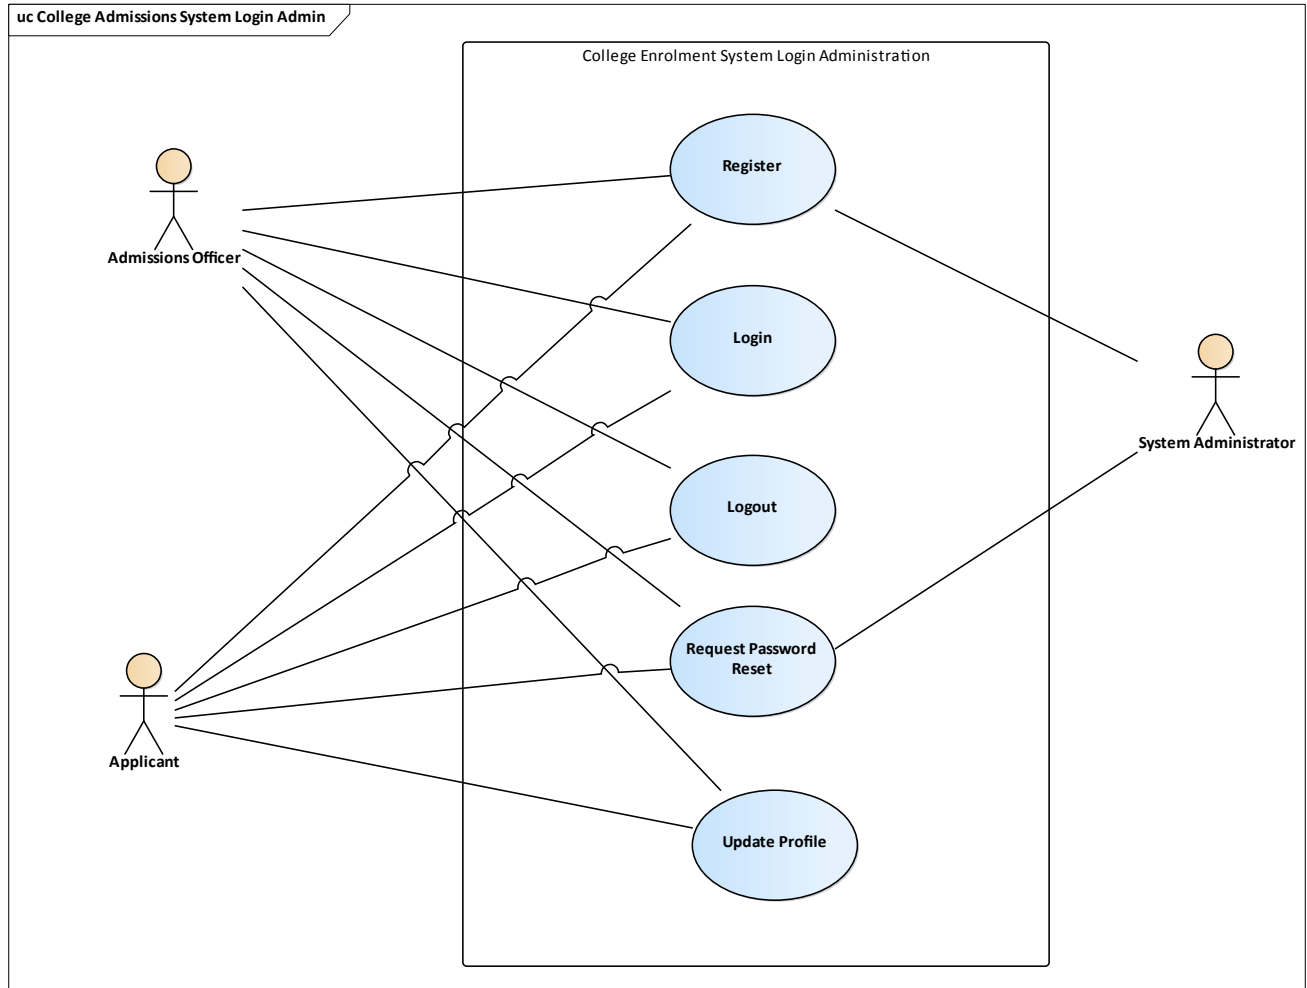 uc College Admissions System Login Admin
College Enrolment System Login Administration
Register
Admissions Officer
Login
System Administrator
Logout
Request Password
Reset
Applicant
Update Profile